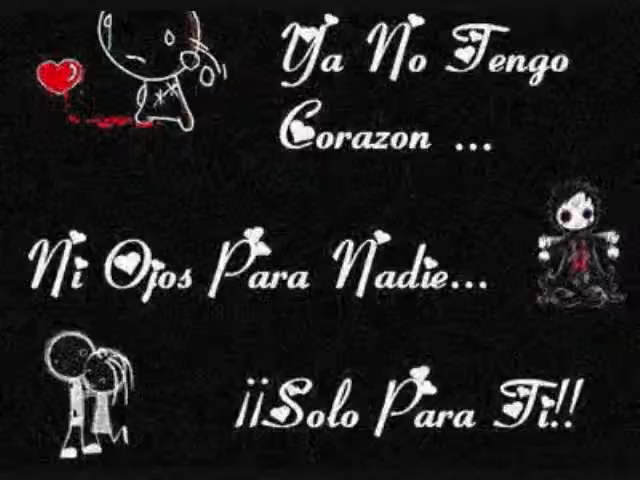 Ya No Tengo
Corazon ...
Ni Ojos Para Nadie...
¡¡Solo Para Ti!!